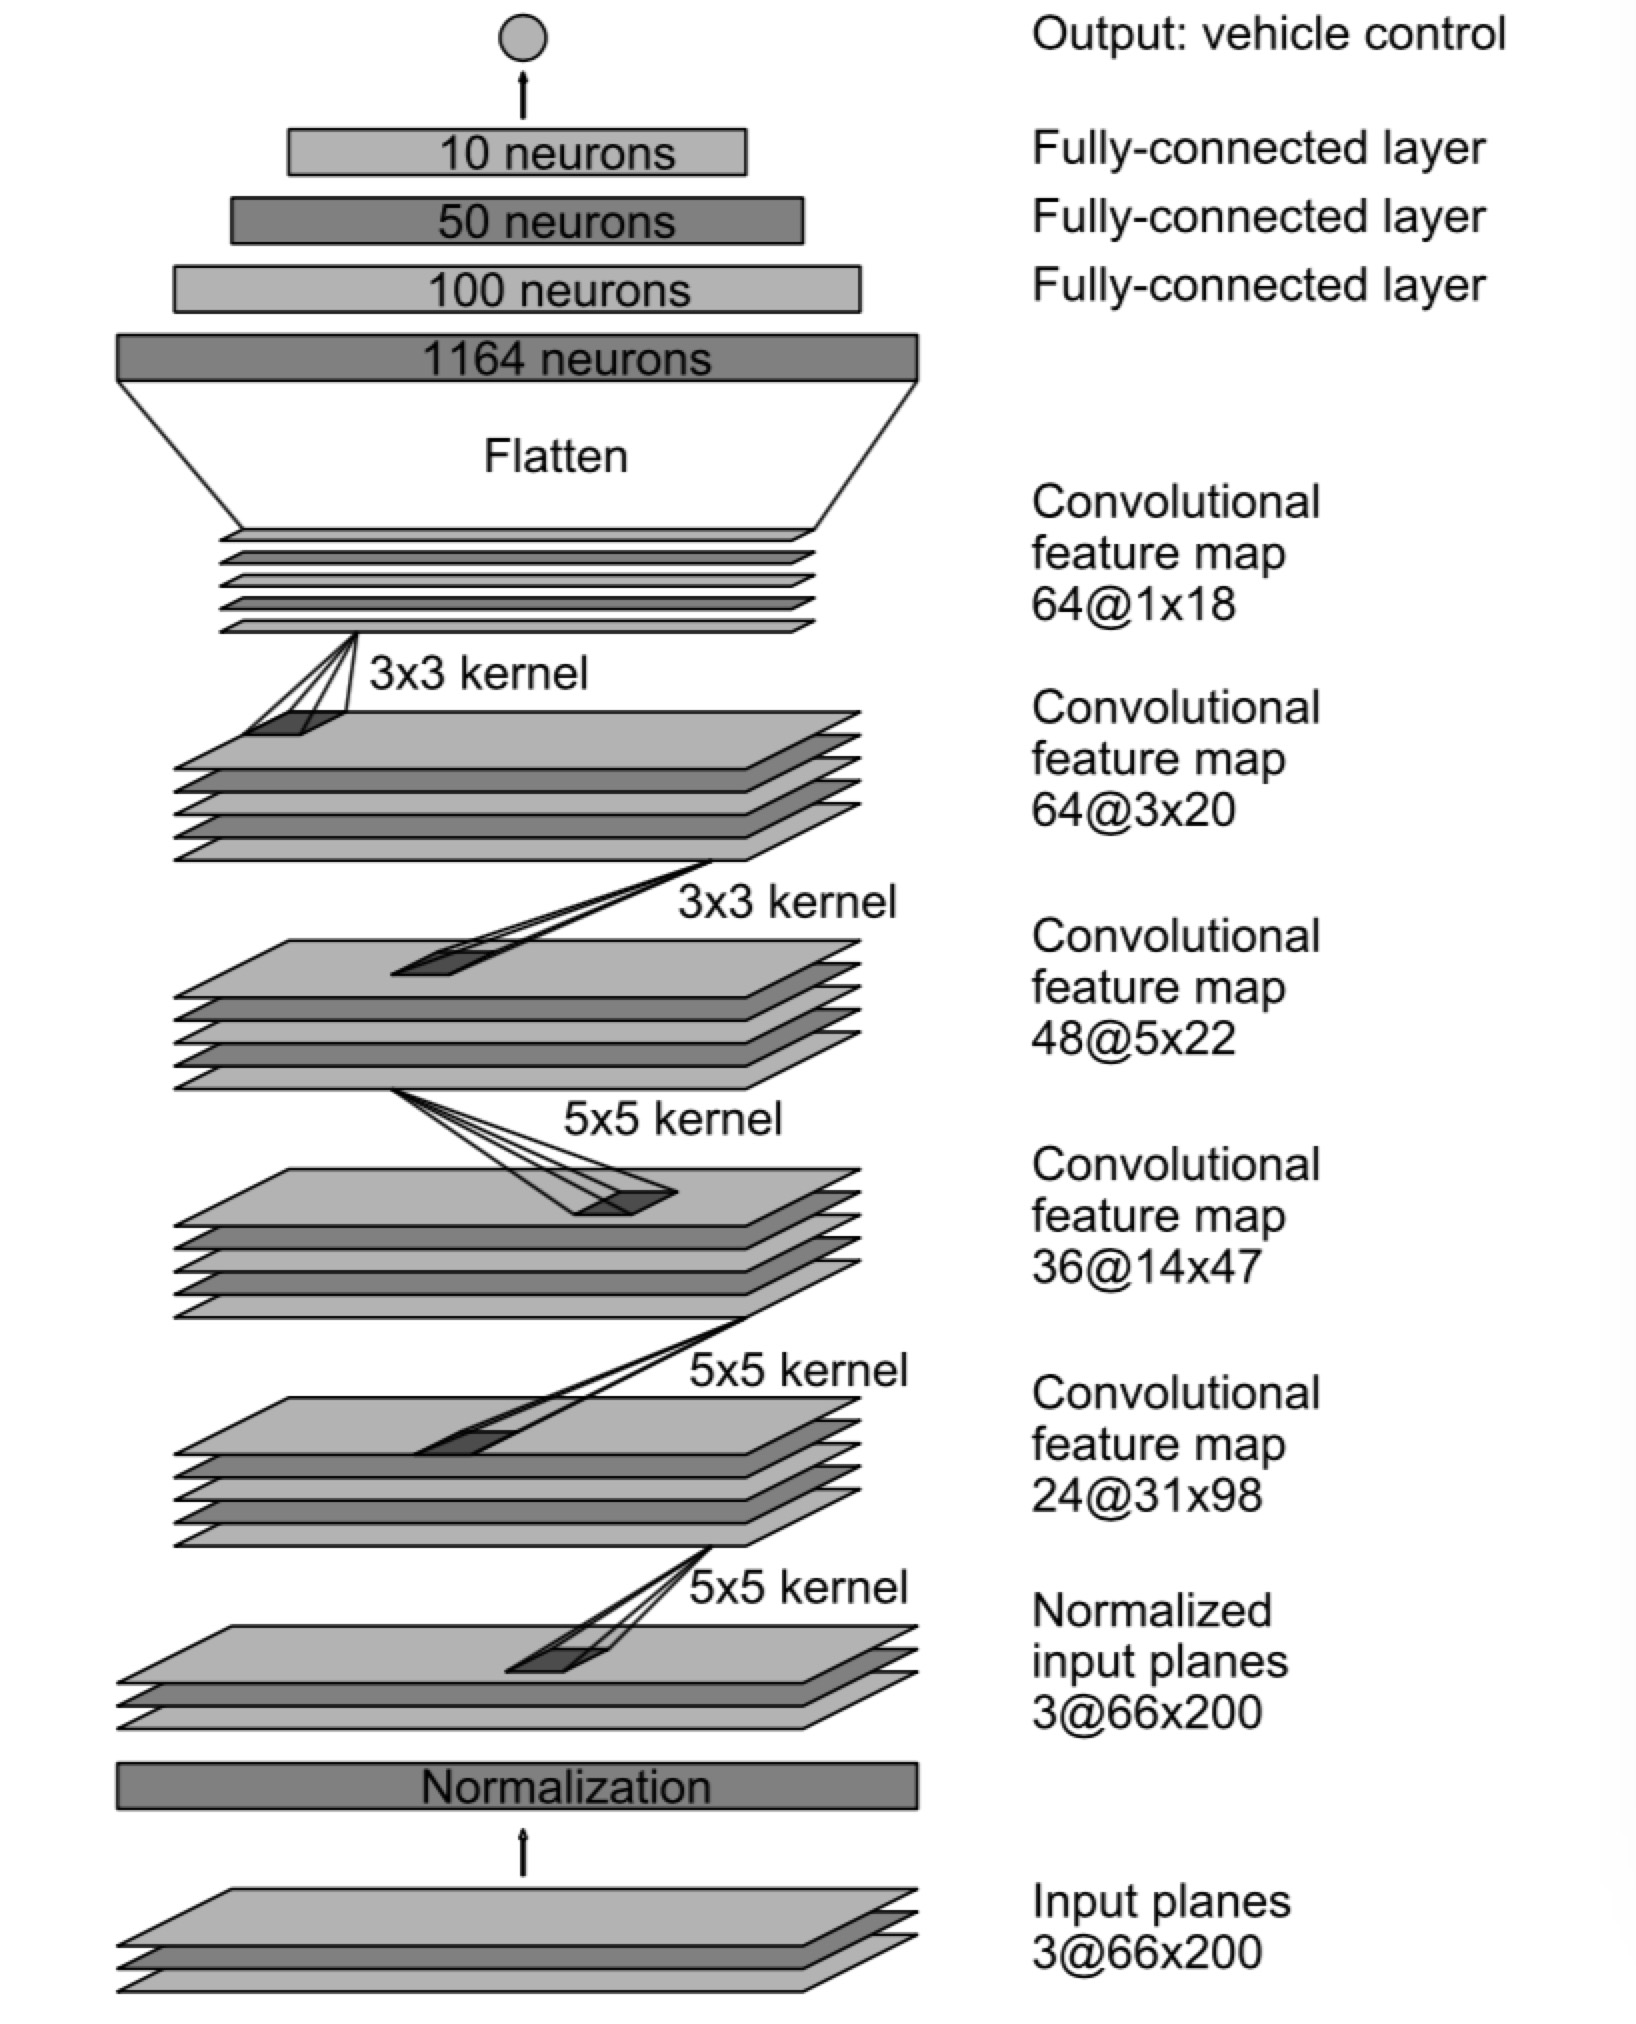 Output: vehicle control
10 neurons
Fully-connected layer
50 neurons
Fully-connected layer
100 neurons
Fully-connected layer
1164 neurons
Flatten
Convolutional
feature map
64@1x18
3x3 kernel
Convolutional
feature map
64@3x20
3x3 kernel
Convolutional
feature map
48@5x22
5x5 kernel
Convolutional
feature map
36@14x47
5x5 kernel
Convolutional
feature map
24@31x98
5x5 kernel
Normalized
input planes
3@66x200
Normalization
Input planes
3@66x200